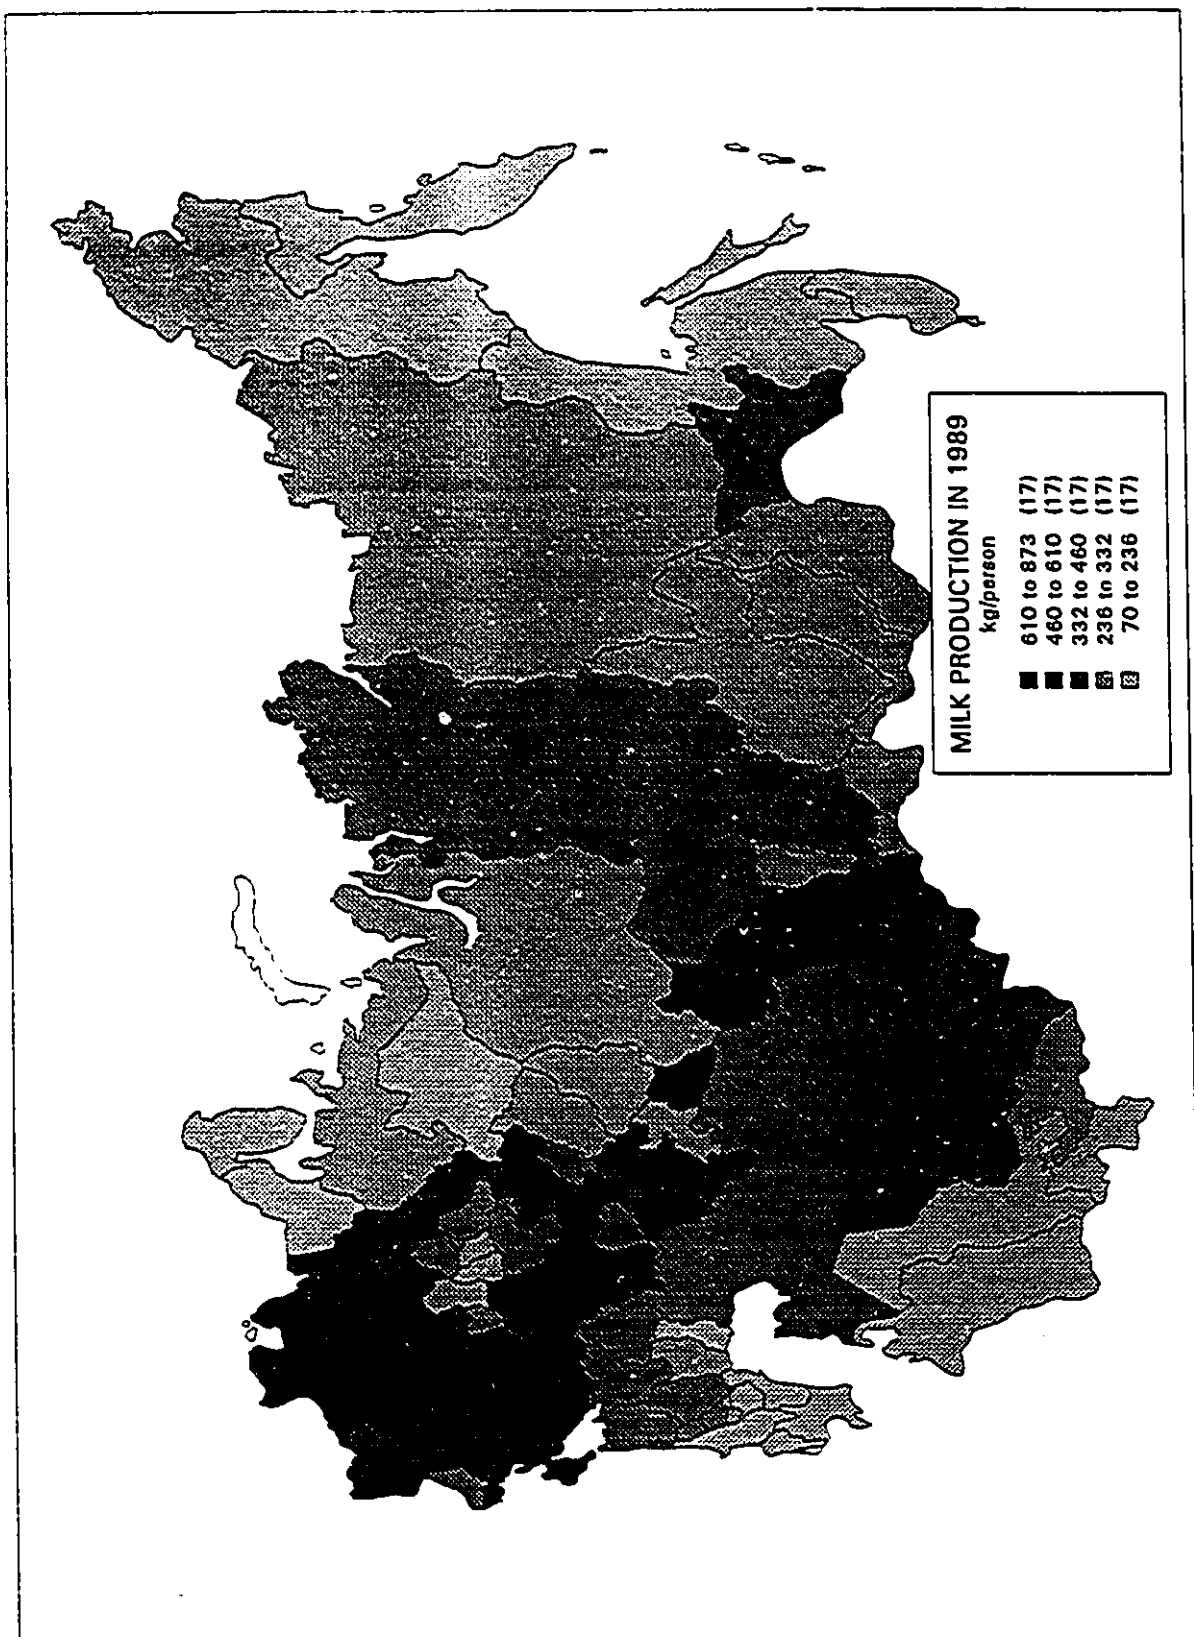 MILK PRODUCTION IN 1989
kg/person
610 to 873 (17)
460 to 610 (17)
332 to 460 (17)
236 to 332 (17)
70 to 236 (17)